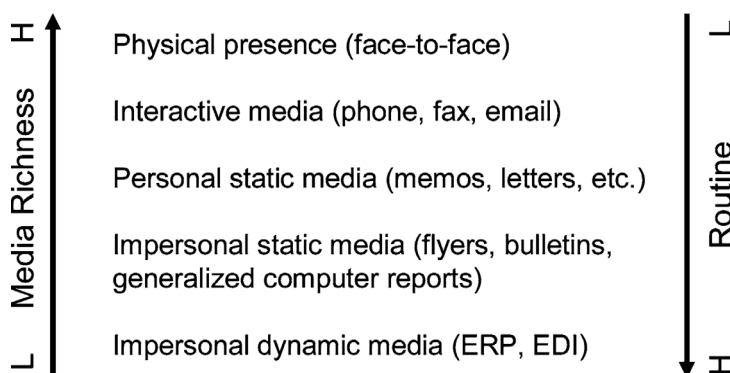 H
Media Richness
L
Physical presence (face-to-face)
Interactive media (phone, fax, email)
Personal static media (memos, letters, etc.)
Impersonal static media (flyers, bulletins,
generalized computer reports)
Impersonal dynamic media (ERP, EDI)
L
Routine
H